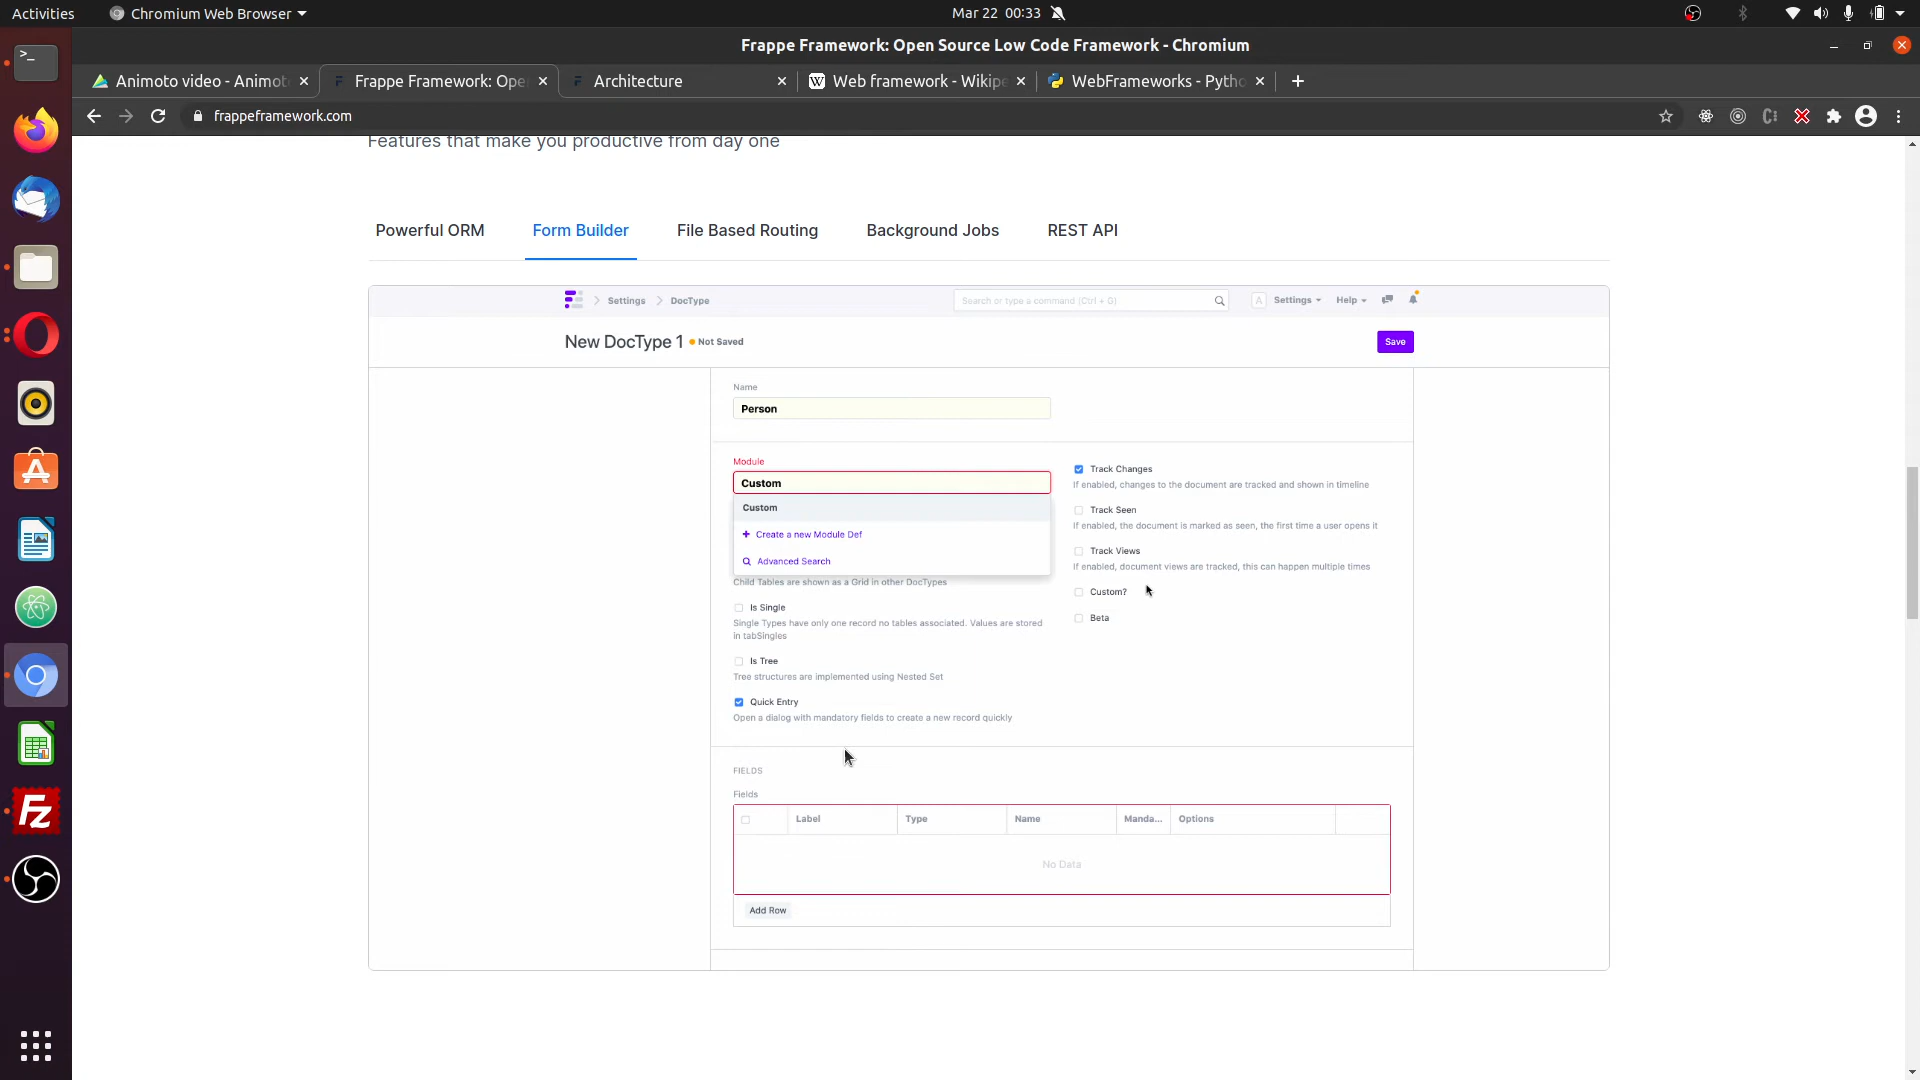 Activities
Chromium Web Browser
Mar 22 00:33
Frappe Framework: Open Source Low Code Framework - Chromium
Animoto video - Animot
Frappe Framework: Ope
Architecture
Web framework - Wikipe
WebFrameworks - Pytho
frappeframework.com
Features that make you productive from day one
Powerful ORM
Form Builder
File Based Routing
Background Jobs
REST API
Settings
DocType
Search or type a command (Ctrl + G)
A
Settings
Help
New DocType 1
Not Saved
Save
Name
Person
Module
Custom
Custom
Create a new Module Def
Advanced Search
Child Tables are shown as a Grid in other DocTypes
Is Single
Single Types have only one record no tables associated. Values are stored
in tabSingles
Is Tree
Tree structures are implemented using Nested Set
Quick Entry
Open a dialog with mandatory fields to create a new record quickly
Track Changes
If enabled, changes to the document are tracked and shown in timeline
Track Seen
If enabled, the document is marked as seen, the first time a user opens it
Track Views
If enabled, document views are tracked, this can happen multiple times
Custom?
Beta
FIELDS
Fields
Label
Type
Name
Manda...
Options
No Data
Add Row